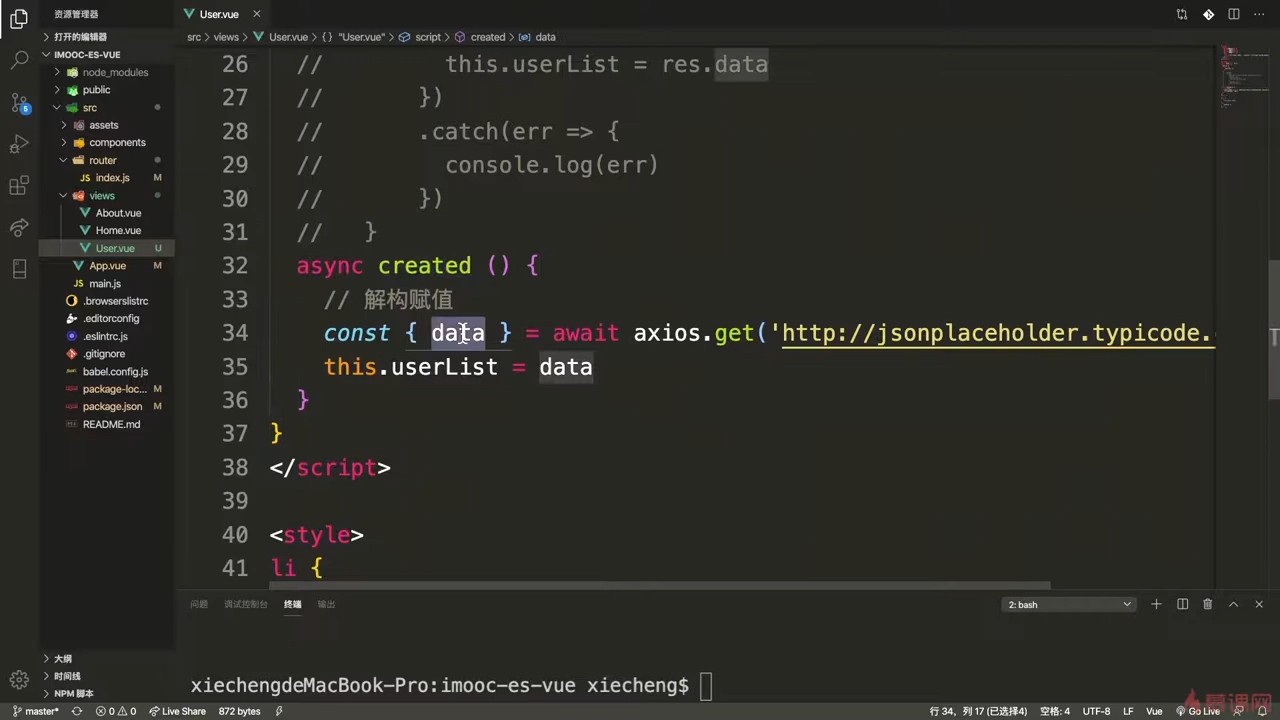 资源管理器
打开的编辑器
IMOOC-ES-VUE
node_modules
public
src
assets
components
router
index.js M
views
About.vue
Home.vue
User.vue U
App.vue M
main.js
.browserslistrc
.editorconfig
.eslintrc.js
.gitignore
babel.config.js
package-loc... M
package.json M
README.md
大纲
时间线
NPM 脚本
5
User.vue
src > views > User.vue > {} "User.vue" > script > created > data
26 // this.userList = res.data
27 // })
28 // .catch(err => {
29 // console.log(err)
30 // })
31 // }
32 async created () {
33 // 解构赋值
34 const { data } = await axios.get('http://jsonplaceholder.typicode.
35 this.userList = data
36 }
37 }
38 </script>
39
40 <style>
41 li {
问题 调试控制台 终端 输出
2: bash
xiechengdeMacBook-Pro:imooc-es-vue xiecheng$
慕课网
master* 0 0 Live Share 872 bytes
行 34, 列 17 (已选择4) 空格: 4 UTF-8 LF Vue Go Live